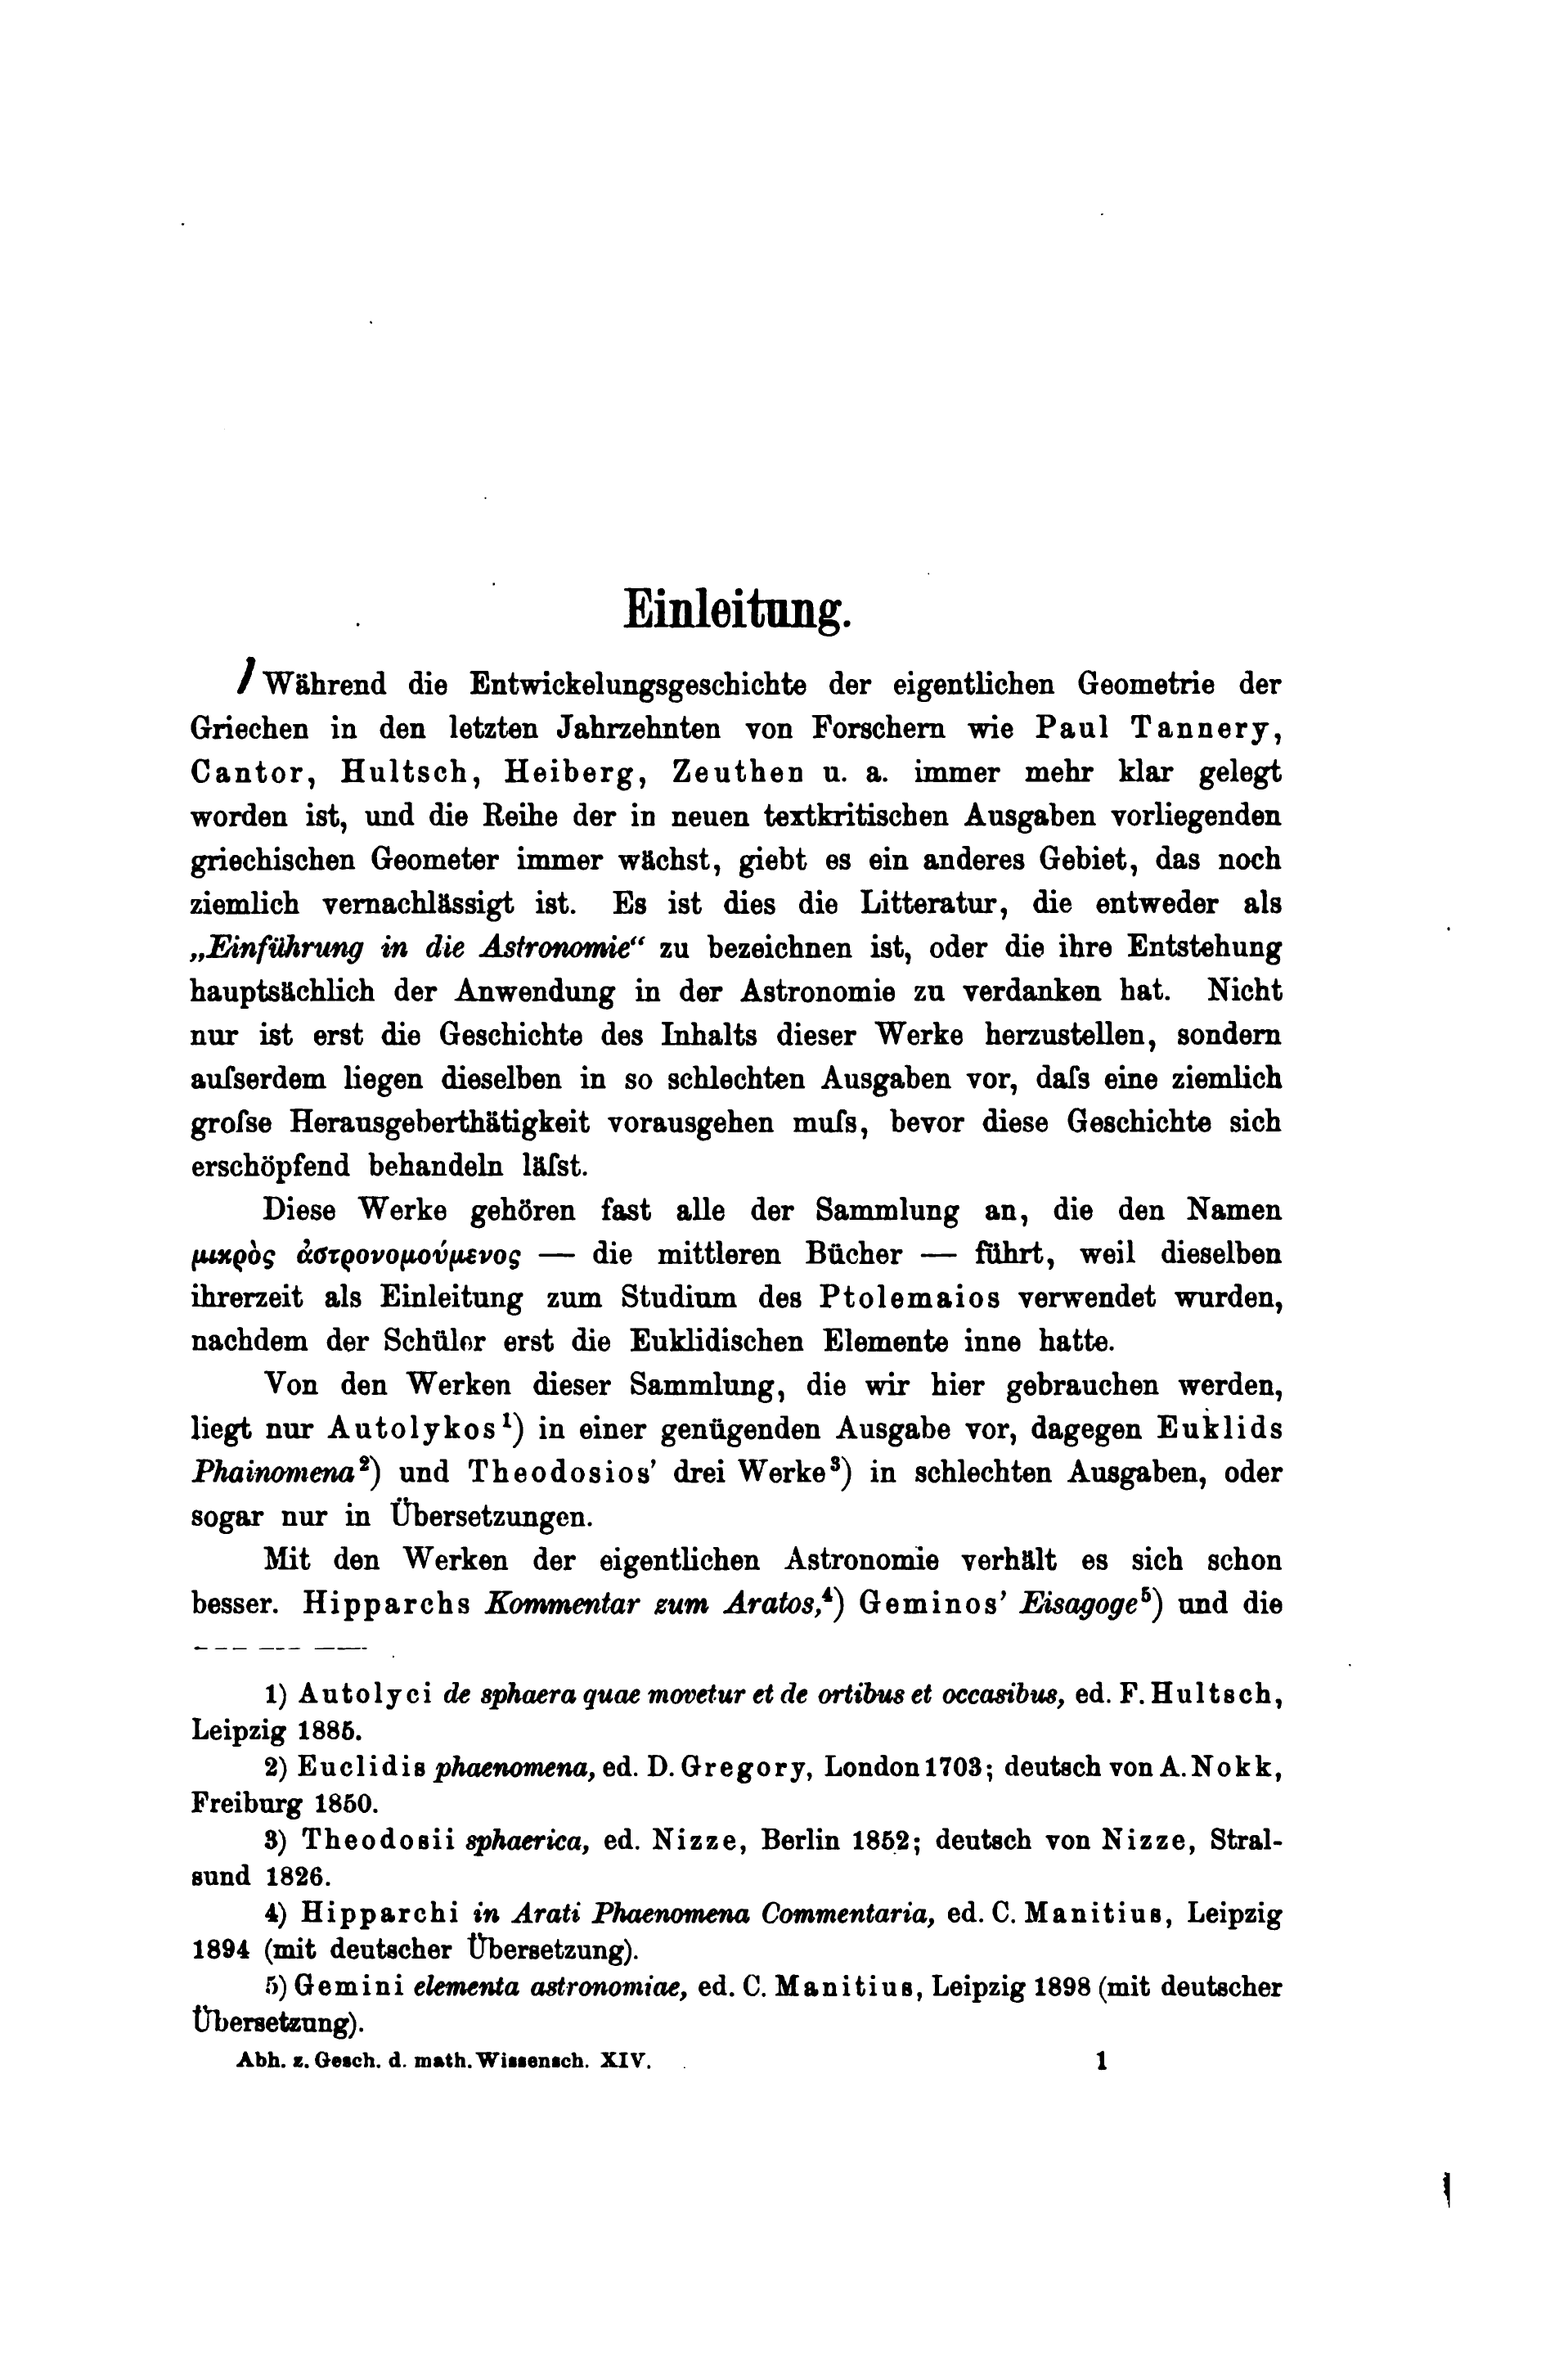 Einleitung.
Während die Entwickelungsgeschichte der eigentlichen Geometrie der
Griechen in den letzten Jahrzehnten von Forschern wie Paul Tannery,
Cantor, Hultsch, Heiberg, Zeuthen u. a. immer mehr klar gelegt
worden ist, und die Reihe der in neuen textkritischen Ausgaben vorliegenden
griechischen Geometer immer wächst, giebt es ein anderes Gebiet, das noch
ziemlich vernachlässigt ist. Es ist dies die Litteratur, die entweder als
„Einführung in die Astronomie“ zu bezeichnen ist, oder die ihre Entstehung
hauptsächlich der Anwendung in der Astronomie zu verdanken hat. Nicht
nur ist erst die Geschichte des Inhalts dieser Werke herzustellen, sondern
auſserdem liegen dieselben in so schlechten Ausgaben vor, daſs eine ziemlich
groſse Herausgeberthätigkeit vorausgehen muſs, bevor diese Geschichte sich
erschöpfend behandeln läſst.
Diese Werke gehören fast alle der Sammlung an, die den Namen
μικρὸς ἀστρονομούμενος — die mittleren Bücher — führt, weil dieselben
ihrerzeit als Einleitung zum Studium des Ptolemaios verwendet wurden,
nachdem der Schüler erst die Euklidischen Elemente inne hatte.
Von den Werken dieser Sammlung, die wir hier gebrauchen werden,
liegt nur Autolykos¹) in einer genügenden Ausgabe vor, dagegen Euklids
Phainomena²) und Theodosios’ drei Werke³) in schlechten Ausgaben, oder
sogar nur in Übersetzungen.
Mit den Werken der eigentlichen Astronomie verhält es sich schon
besser. Hipparchs Kommentar zum Aratos,⁴) Geminos’ Eisagoge⁵) und die
1) Autolyci de sphaera quae movetur et de ortibus et occasibus, ed. F. Hultsch,
Leipzig 1885.
2) Euclidis phaenomena, ed. D. Gregory, London 1703; deutsch von A. Nokk,
Freiburg 1850.
3) Theodosii sphaerica, ed. Nizze, Berlin 1852; deutsch von Nizze, Stral-
sund 1826.
4) Hipparchi in Arati Phaenomena Commentaria, ed. C. Manitius, Leipzig
1894 (mit deutscher Übersetzung).
5) Gemini elementa astronomiae, ed. C. Manitius, Leipzig 1898 (mit deutscher
Übersetzung).
Abh. z. Gesch. d. math. Wissensch. XIV. 1